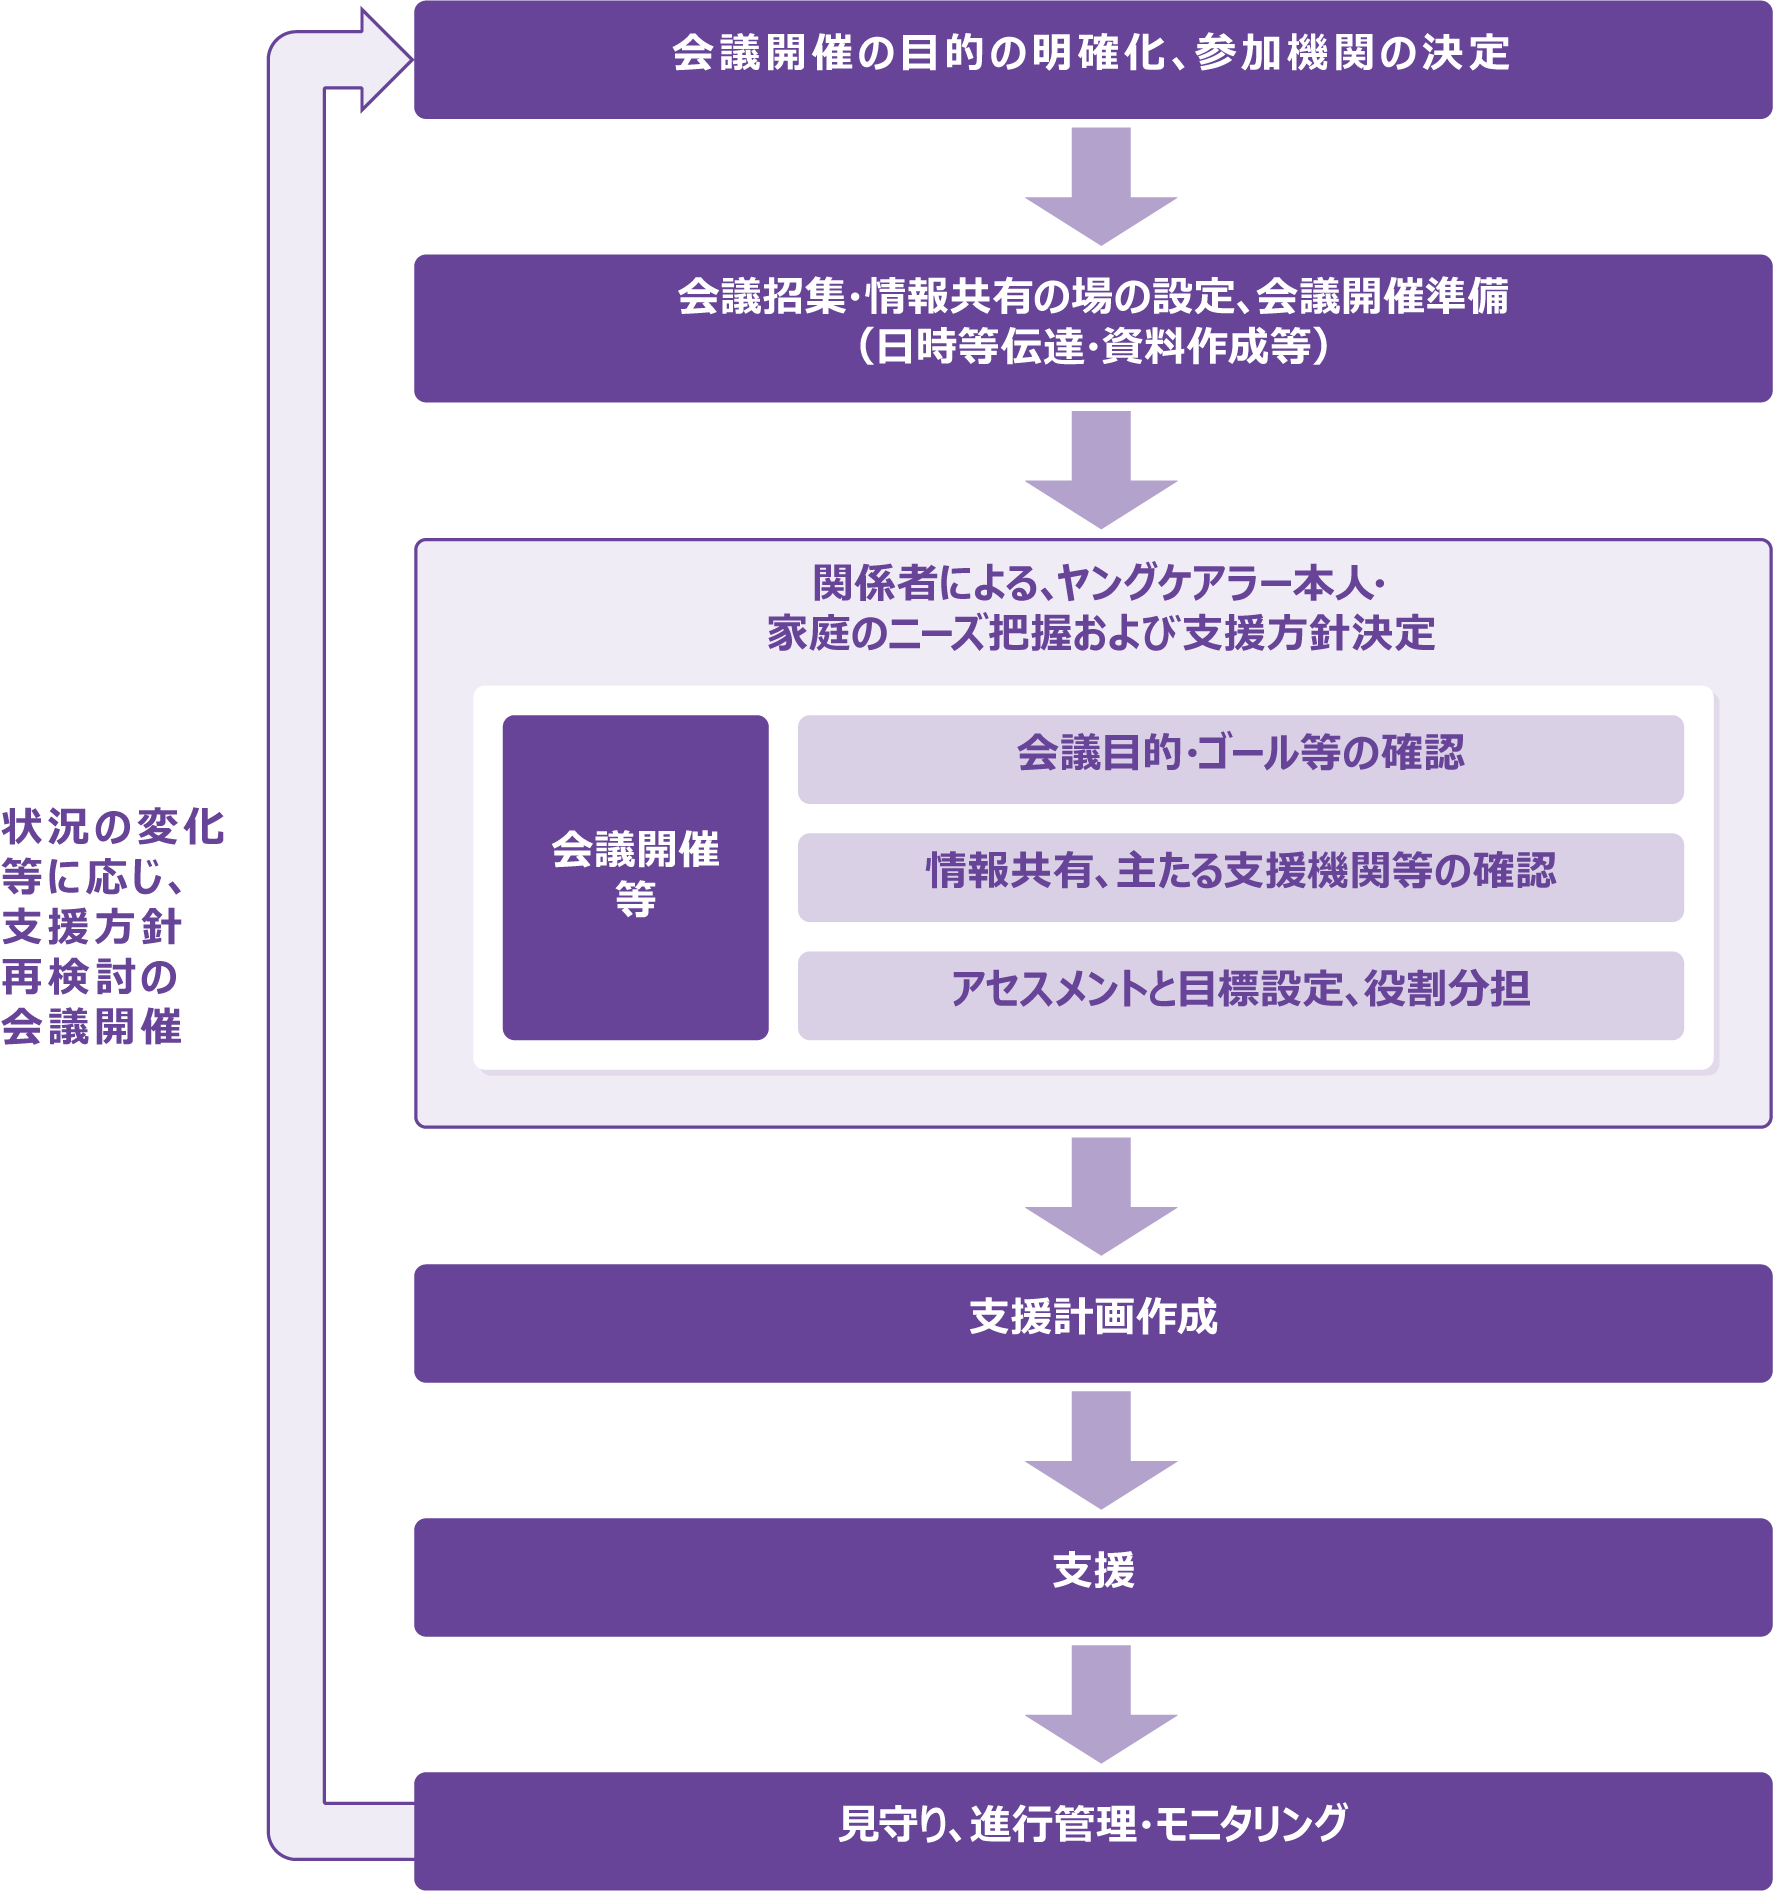 会議開催の目的の明確化、参加機関の決定
会議招集・情報共有の場の設定、会議開催準備
（日時等伝達・資料作成等）
関係者による、ヤングケアラー本人・
家庭のニーズ把握および支援方針決定
会議開催
等
会議目的・ゴール等の確認
情報共有、主たる支援機関等の確認
アセスメントと目標設定、役割分担
支援計画作成
支援
見守り、進行管理・モニタリング
状況の変化
等に応じ、
支援方針
再検討の
会議開催